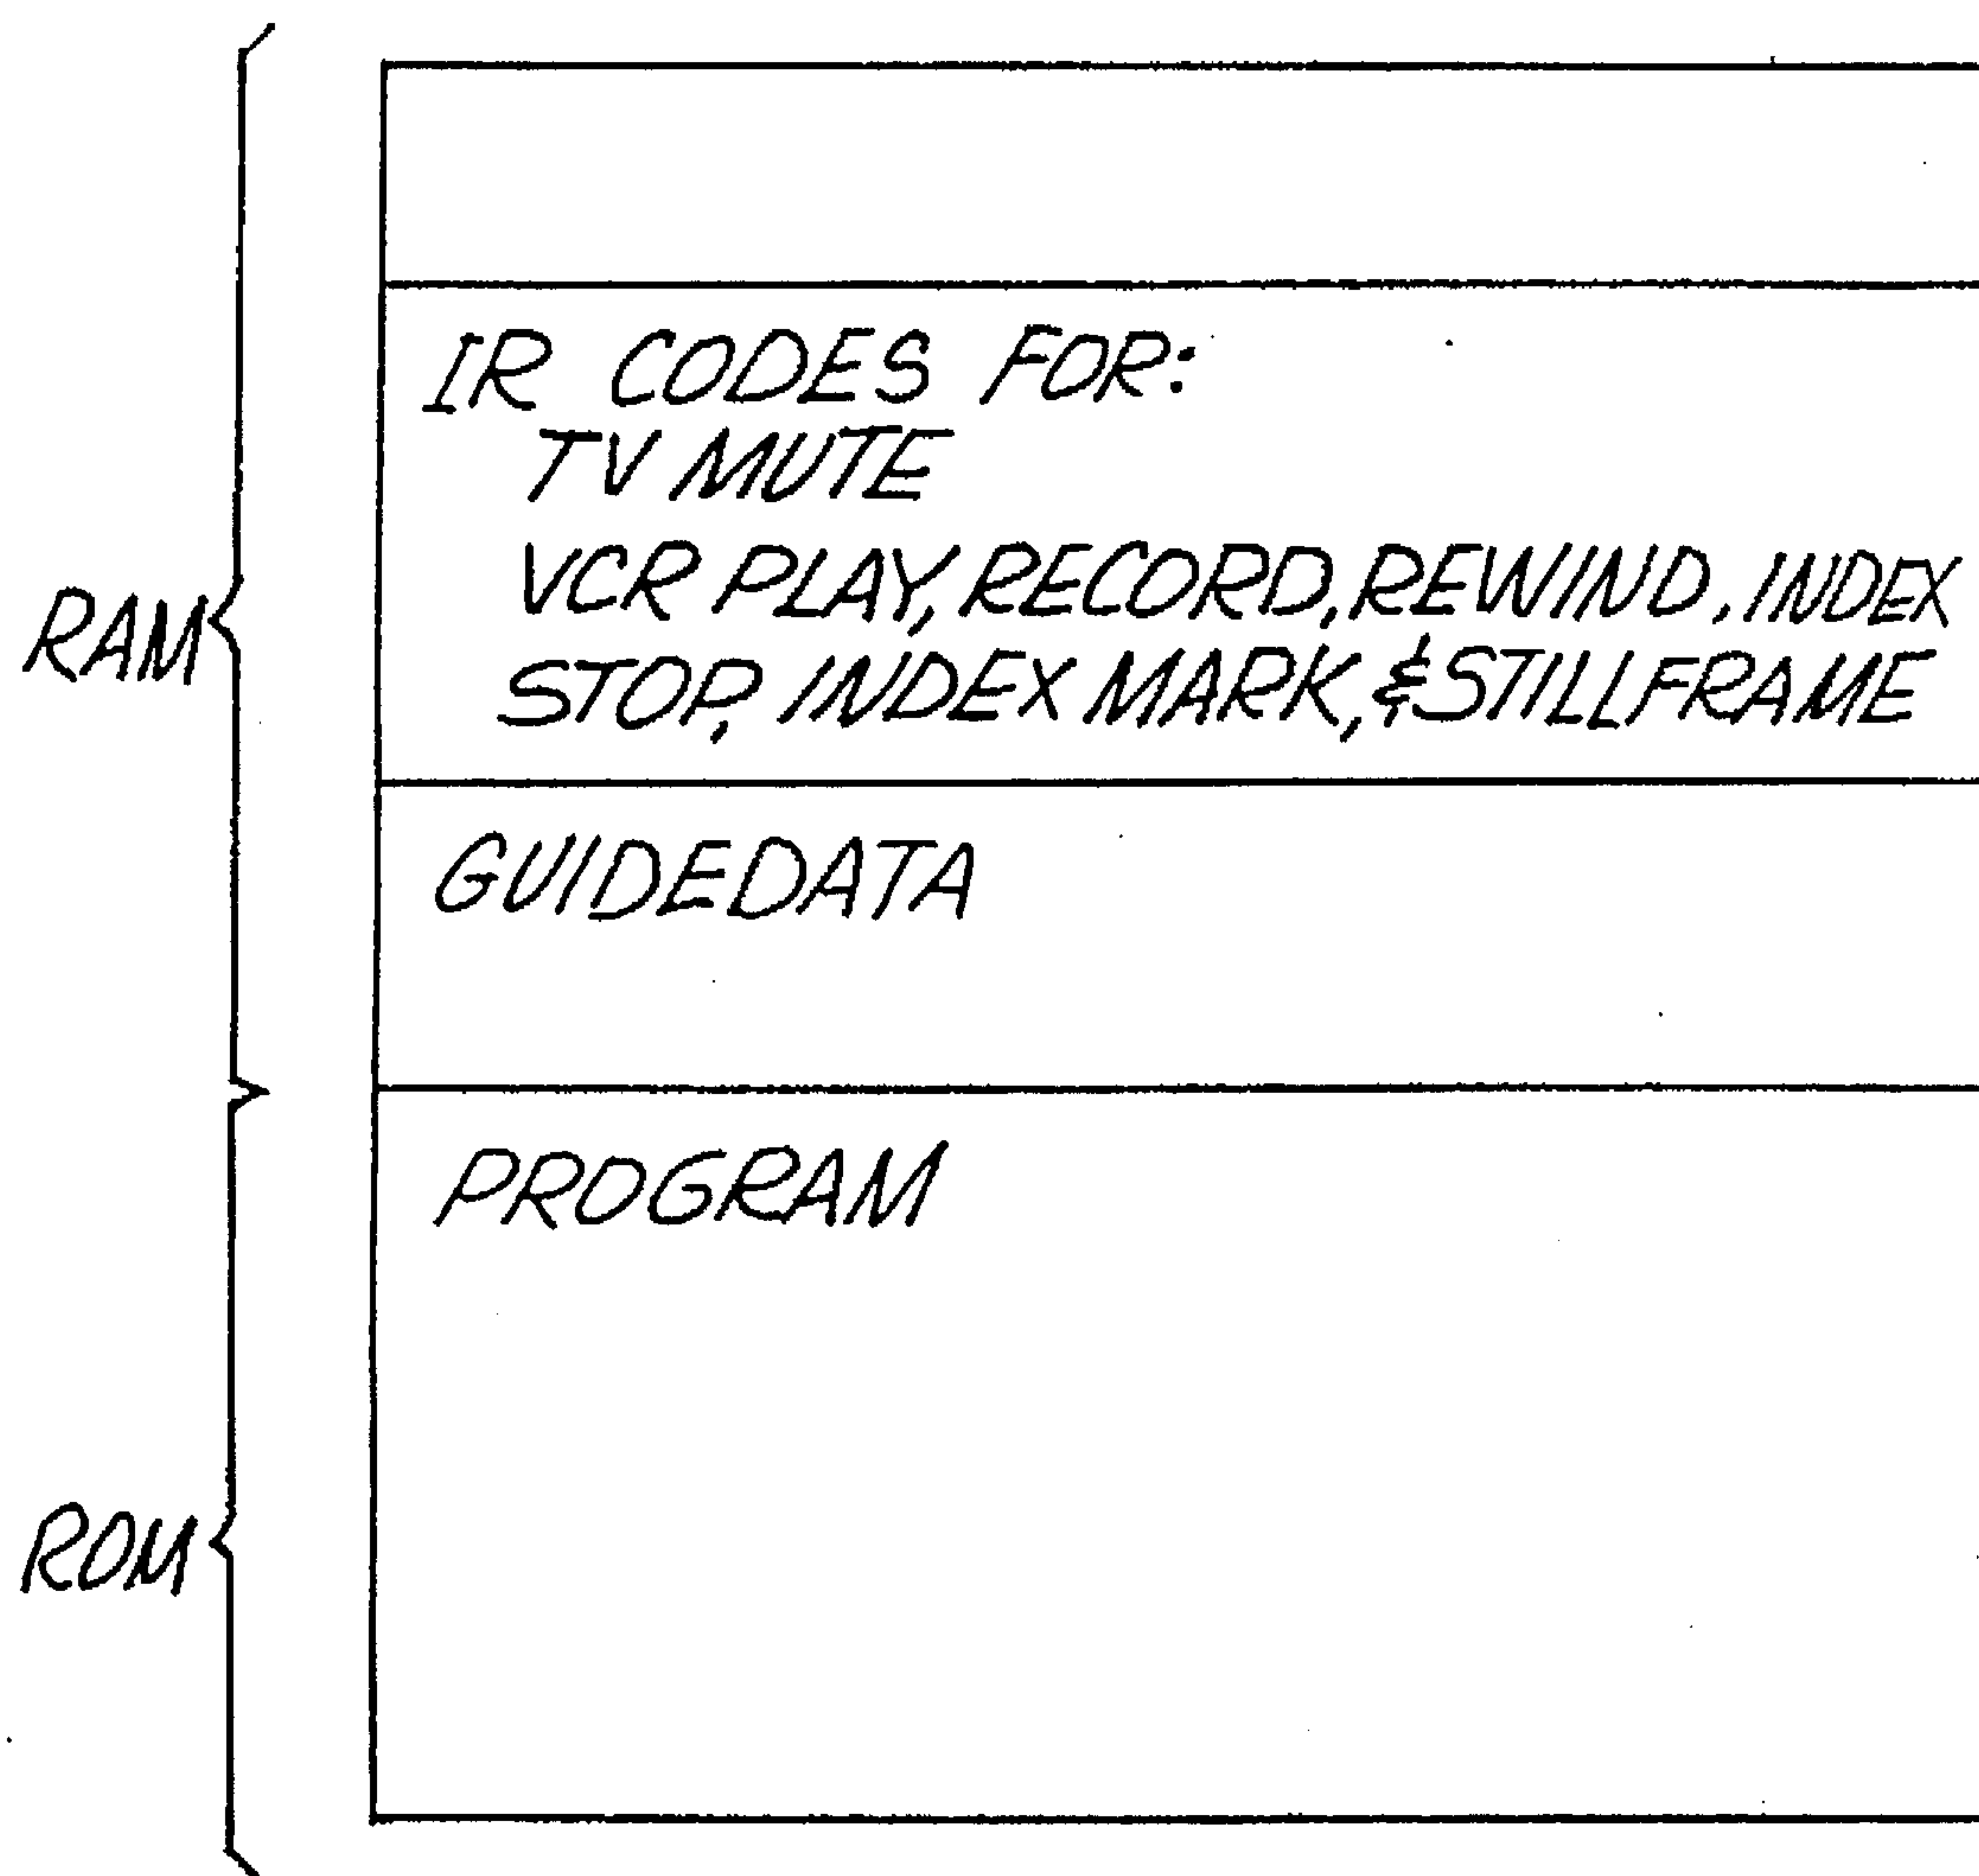 IR CODES FOR:
TV MUTE
VCR PLAY, RECORD, REWIND, INDEX
STOP, INDEX MARK, & STILLFRAME
RAM
GUIDEDATA
PROGRAM
ROM